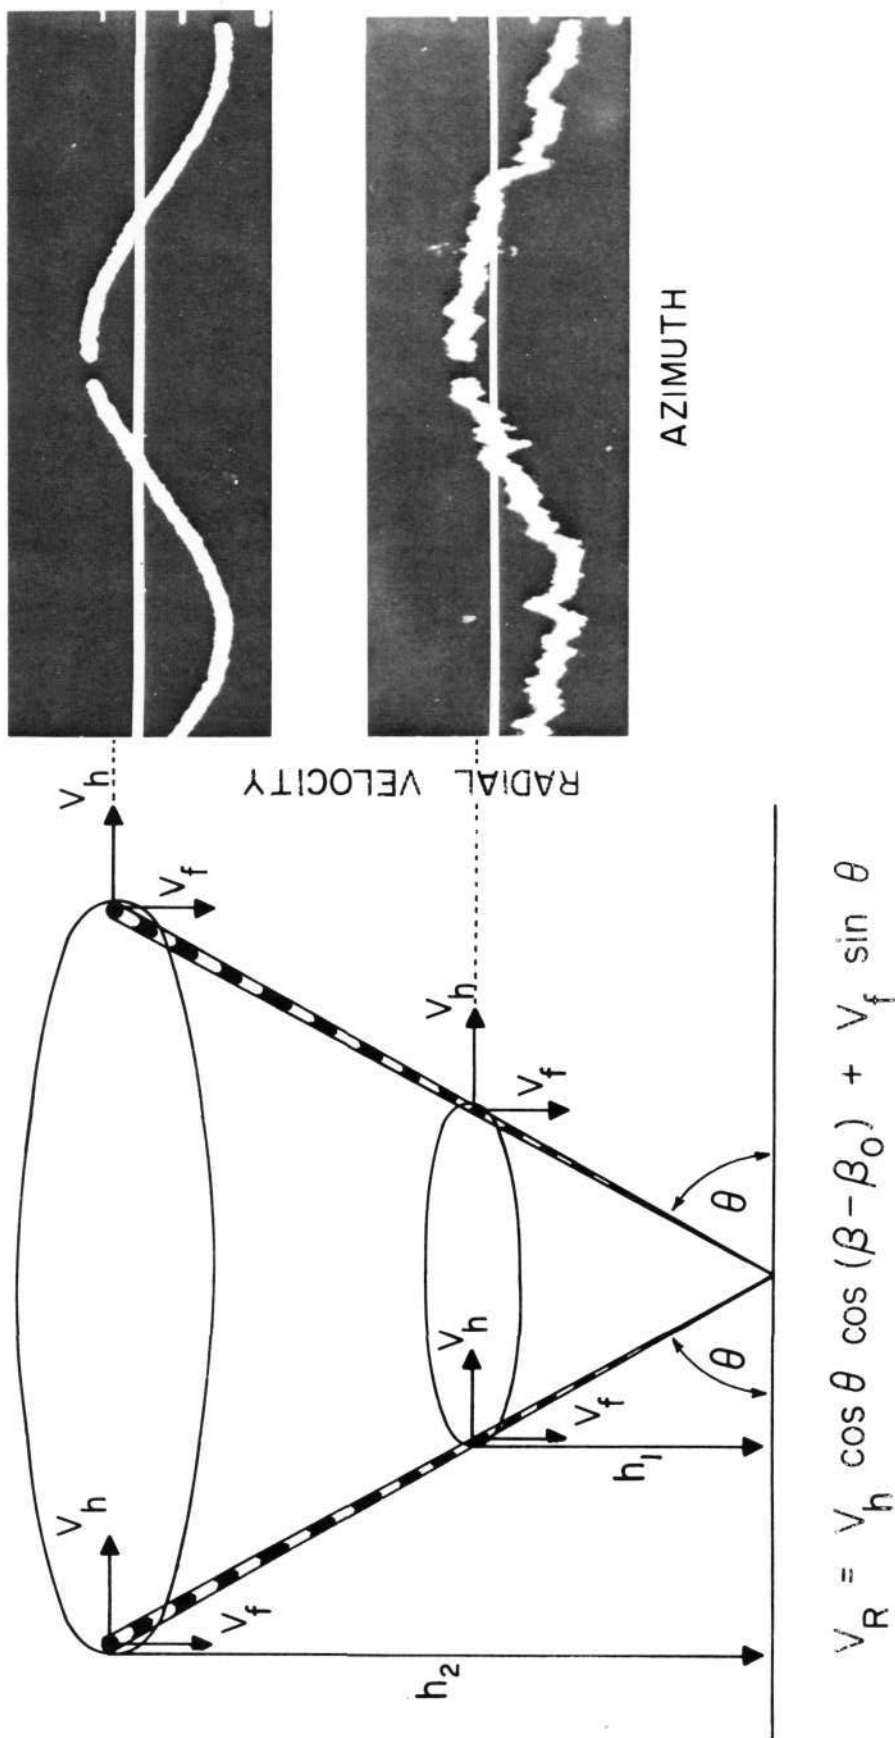 V_h
V_h
V_f
V_f
V_h
V_h
V_f
V_f
h_2
h_1
θ
θ
RADIAL VELOCITY
AZIMUTH
V_R = V_h cos θ cos (β − β_0) + V_f sin θ